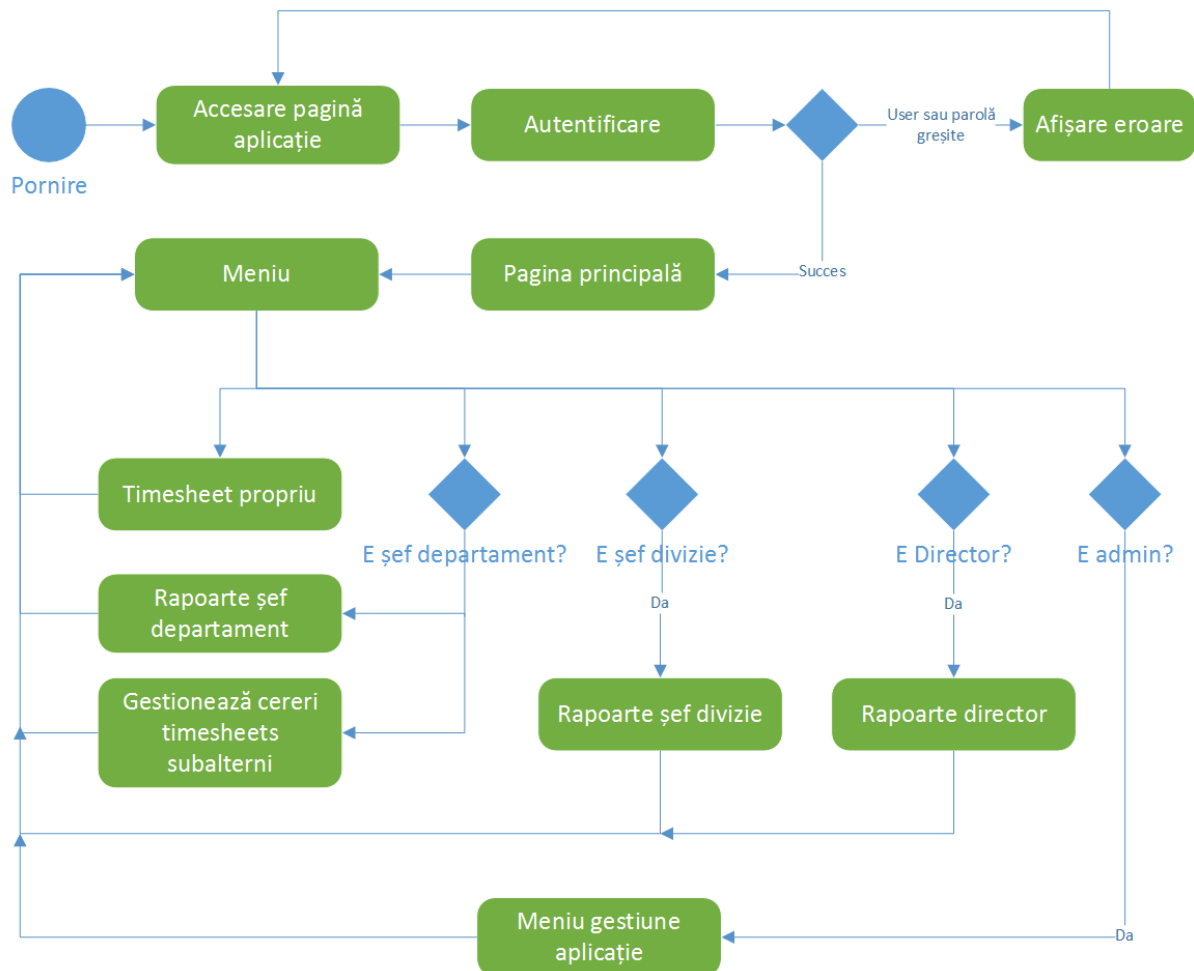 Accesare pagină
aplicație
Autentificare
User sau parolă
greșite
Afișare eroare
Pornire
Meniu
Pagina principală
Succes
Timesheet propriu
E șef departament?
E șef divizie?
E Director?
E admin?
Rapoarte șef
departament
Da
Da
Gestionează cereri
timesheets
subalterni
Rapoarte șef divizie
Rapoarte director
Meniu gestiune
aplicație
Da